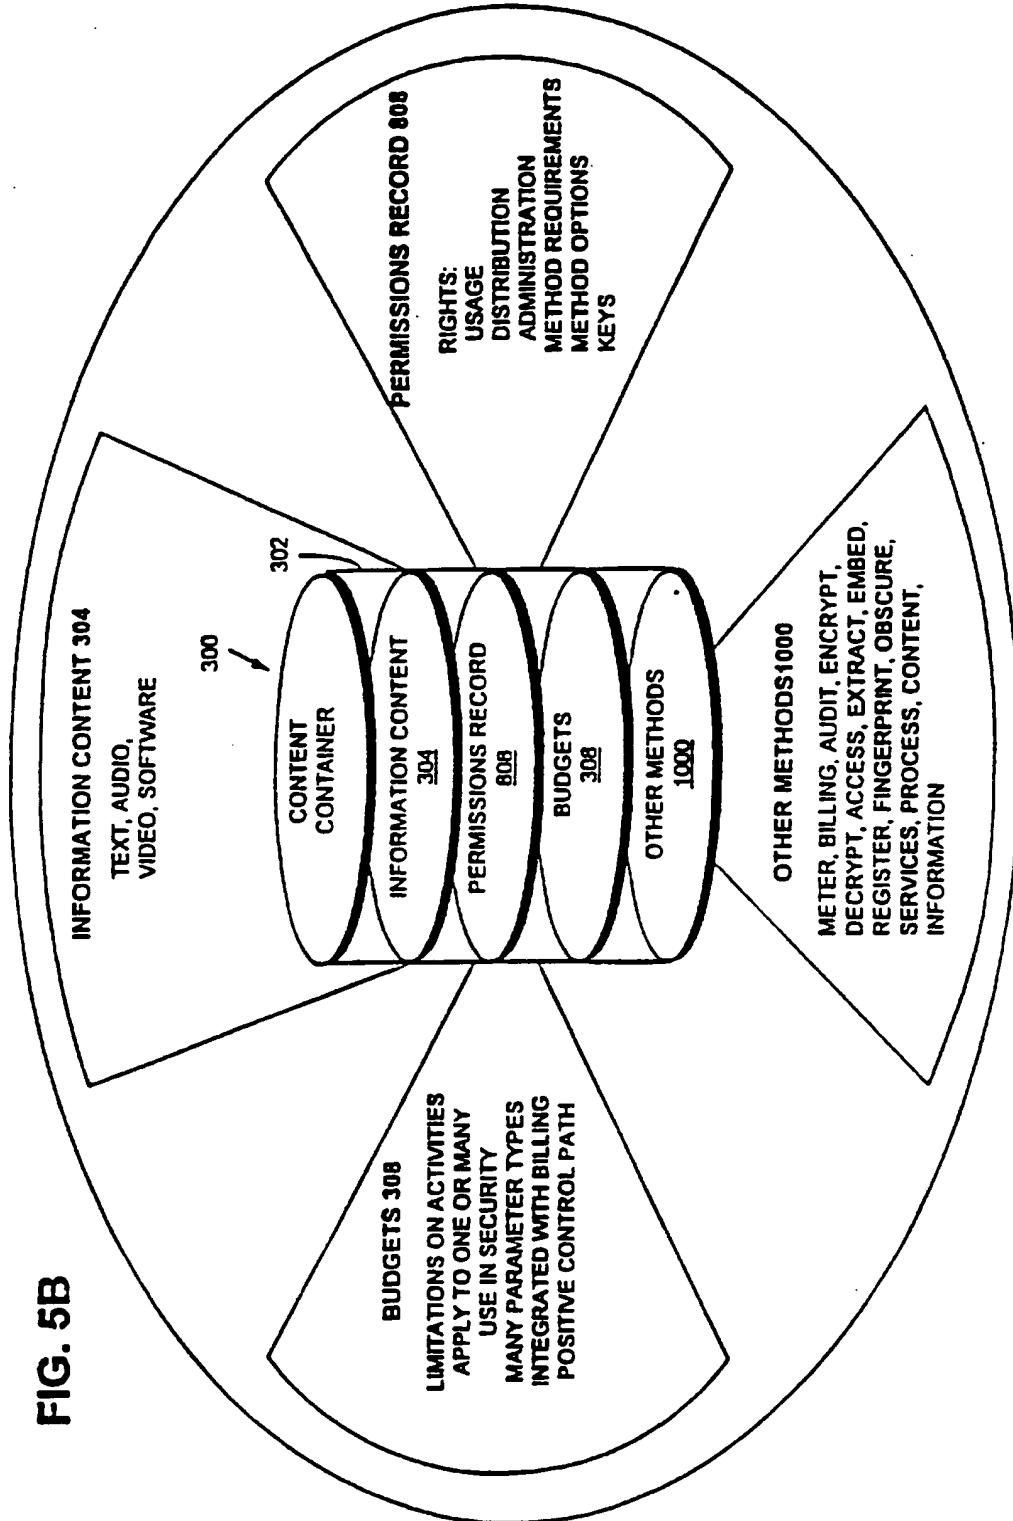 FIG. 5B
INFORMATION CONTENT 304
TEXT, AUDIO,
VIDEO, SOFTWARE
300
302
CONTENT
CONTAINER
INFORMATION CONTENT
304
PERMISSIONS RECORD
808
BUDGETS
308
OTHER METHODS
1000
BUDGETS 308
LIMITATIONS ON ACTIVITIES
APPLY TO ONE OR MANY
USE IN SECURITY
MANY PARAMETER TYPES
INTEGRATED WITH BILLING
POSITIVE CONTROL PATH
PERMISSIONS RECORD 808
RIGHTS:
USAGE
DISTRIBUTION
ADMINISTRATION
METHOD REQUIREMENTS
METHOD OPTIONS
KEYS
OTHER METHODS1000
METER, BILLING, AUDIT, ENCRYPT,
DECRYPT, ACCESS, EXTRACT, EMBED,
REGISTER, FINGERPRINT, OBSCURE,
SERVICES, PROCESS, CONTENT,
INFORMATION